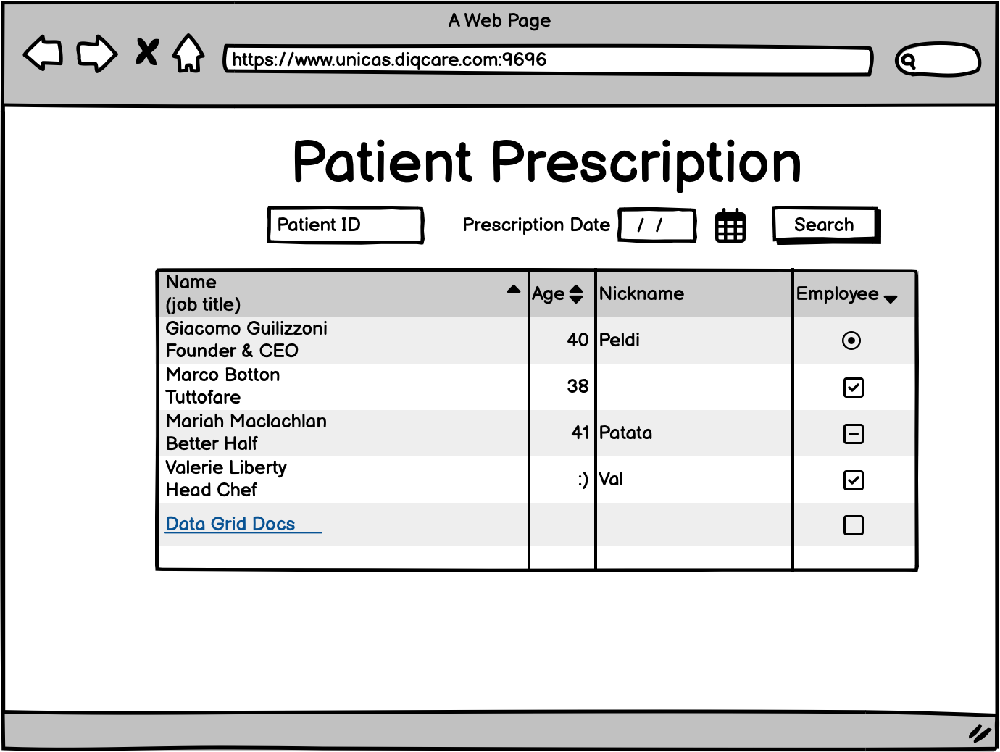 A Web Page
https://www.unicas.diqcare.com:9696
Patient Prescription
Patient ID
Prescription Date
/ /
Search
Name
(job title)
Age
Nickname
Employee
Giacomo Guilizzoni
Founder & CEO
40
Peldi
Marco Botton
Tuttofare
38
Mariah Maclachlan
Better Half
41
Patata
Valerie Liberty
Head Chef
:)
Val
Data Grid Docs